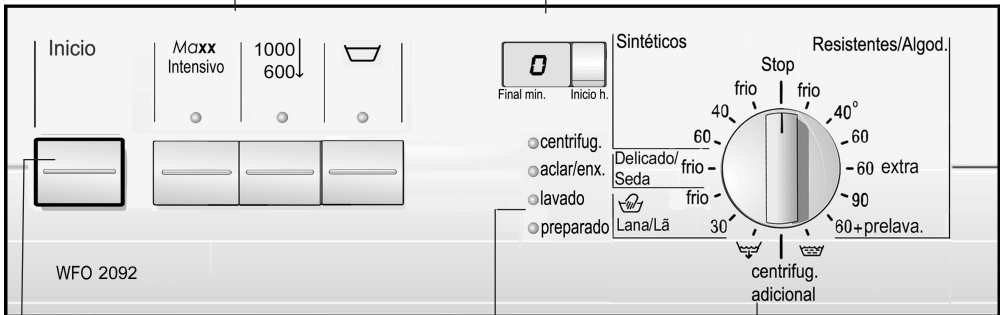 Inicio
Maxx
Intensivo
1000
600↓
0
Final min.
Inicio h.
centrifug.
aclar/enx.
lavado
preparado
Sintéticos
Resistentes/Algod.
Stop
frio
frio
40
40°
60
60
Delicado/
Seda
frio
60 extra
frio
90
Lana/Lã
30
60+prelava.
centrifug.
adicional
WFO 2092